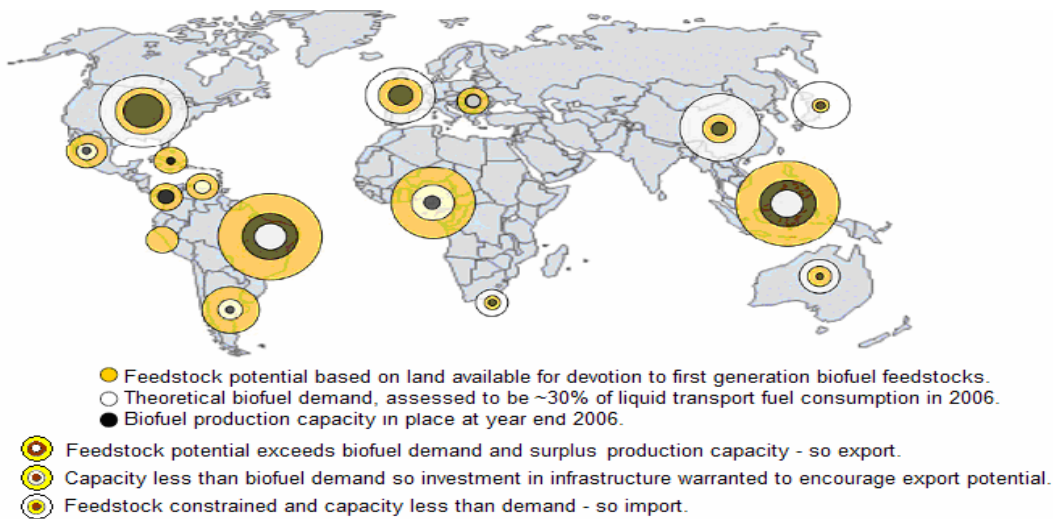 Feedstock potential based on land available for devotion to first generation biofuel feedstocks.
Theoretical biofuel demand, assessed to be ~30% of liquid transport fuel consumption in 2006.
Biofuel production capacity in place at year end 2006.
Feedstock potential exceeds biofuel demand and surplus production capacity - so export.
Capacity less than biofuel demand so investment in infrastructure warranted to encourage export potential.
Feedstock constrained and capacity less than demand - so import.